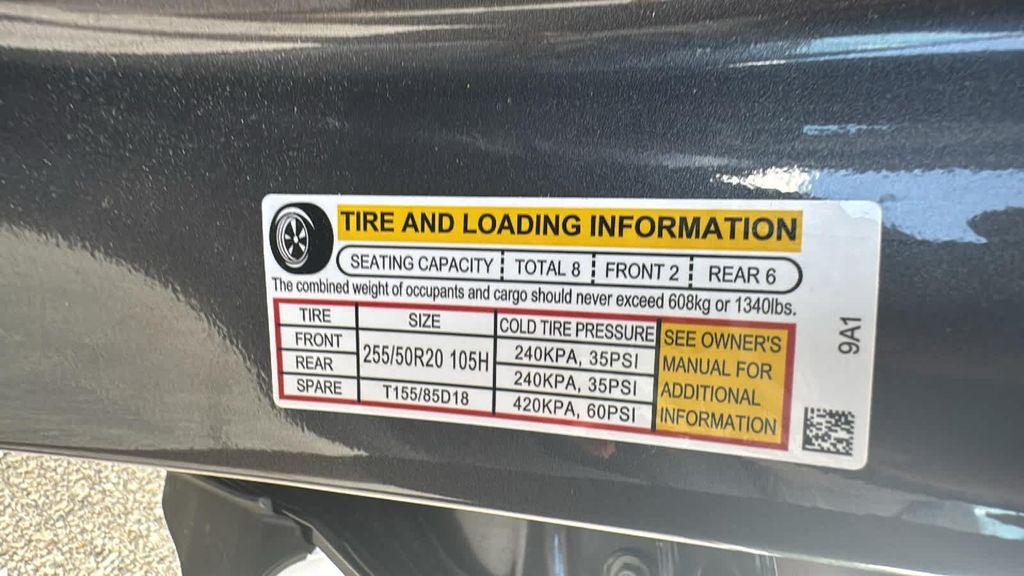 TIRE AND LOADING INFORMATION
SEATING CAPACITY TOTAL 8 FRONT 2 REAR 6
The combined weight of occupants and cargo should never exceed 608kg or 1340lbs.
TIRE SIZE COLD TIRE PRESSURE
FRONT 255/50R20 105H 240KPA, 35PSI
REAR 240KPA, 35PSI
SPARE T155/85D18 420KPA, 60PSI
SEE OWNER'S
MANUAL FOR
ADDITIONAL
INFORMATION
9A1